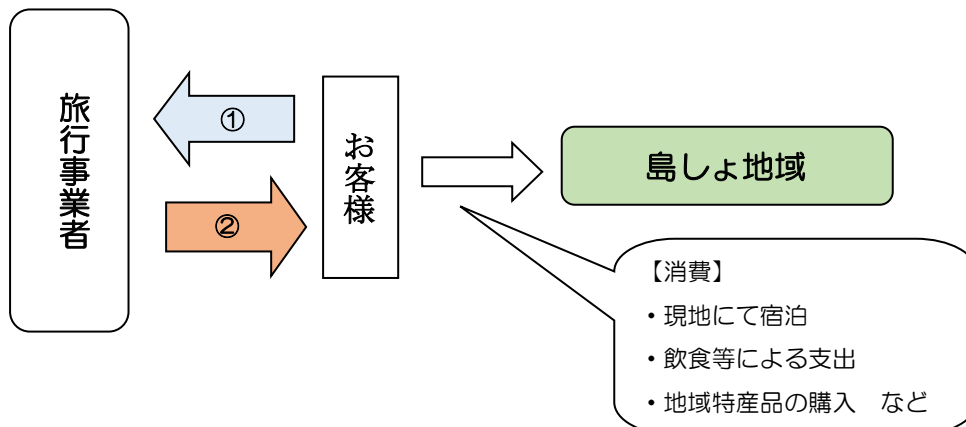 旅行事業者
①
②
お客様
島しょ地域
【消費】
・現地にて宿泊
・飲食等による支出
・地域特産品の購入　など